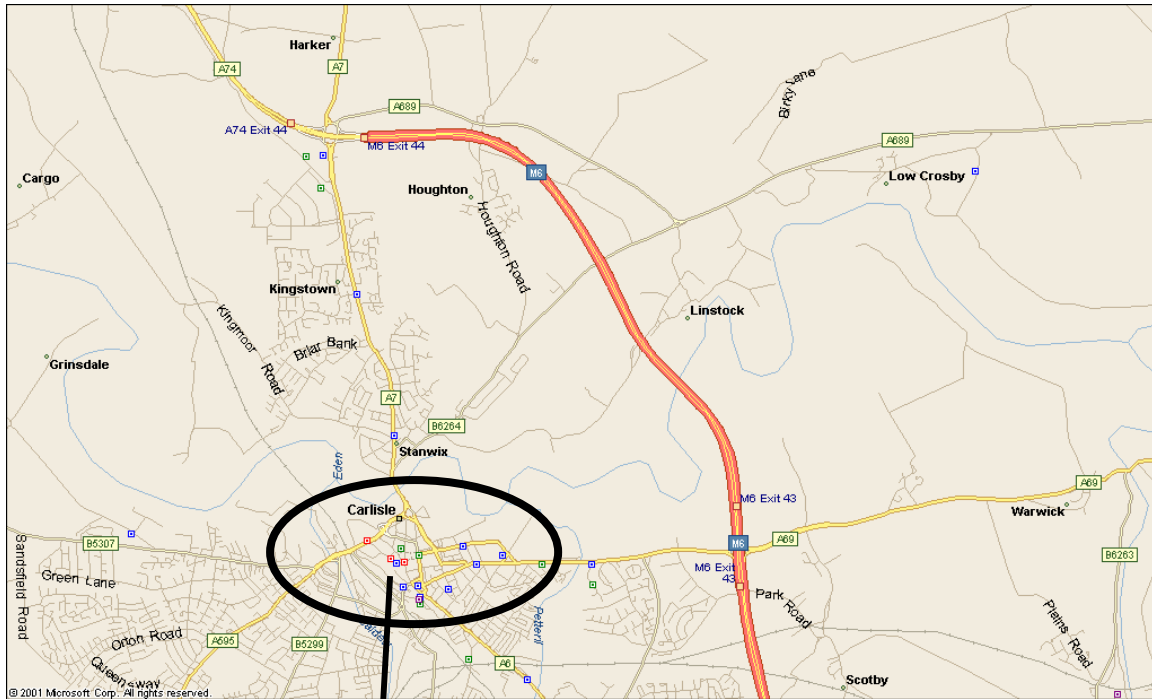 Harker
A74
A7
A689
Birky Lane
A74 Exit 44
M6 Exit 44
A689
M6
Cargo
Houghton
Low Crosby
Houghton Road
Kingstown
Linstock
Kingmoor Road
Briar Bank
Grinsdale
A7
B6264
Stanwix
Eden
M6 Exit 43
A69
Carlisle
Warwick
Sandsfield Road
B5307
M6
A69
B6263
Green Lane
M6 Exit
43
Park Road
Petteril
Plains Road
Orton Road
A595
B5299
Queensway
A6
Scotby
© 2001 Microsoft Corp. All rights reserved.